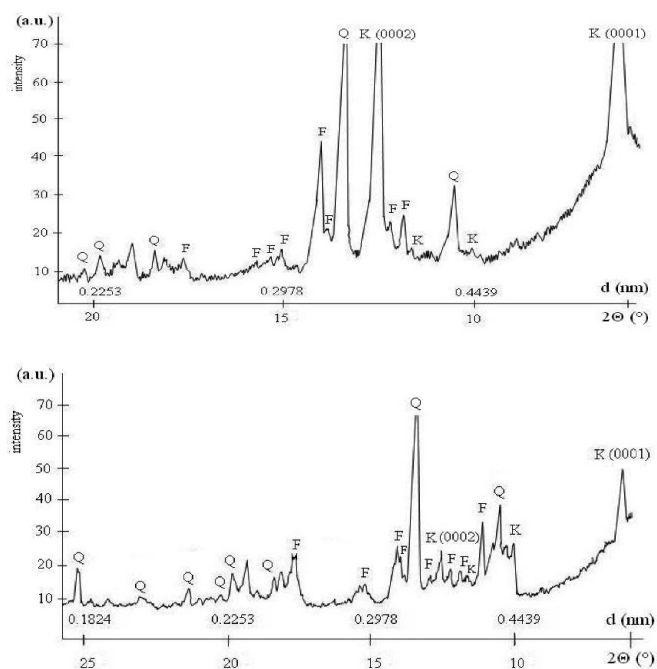 (a.u.)
intensity
70
60
50
40
30
20
10
Q K (0002) K (0001)
F
Q
F F
F
Q Q Q F F F F K K
0.2253 0.2978 0.4439 d (nm)
20 15 10 2Θ (°)
(a.u.)
intensity
70
60
50
40
30
20
10
Q
K (0001)
Q
F
F K (0002) K
Q Q Q F F F F F K
Q Q Q F
0.1824 0.2253 0.2978 0.4439 d (nm)
25 20 15 10 2Θ (°)